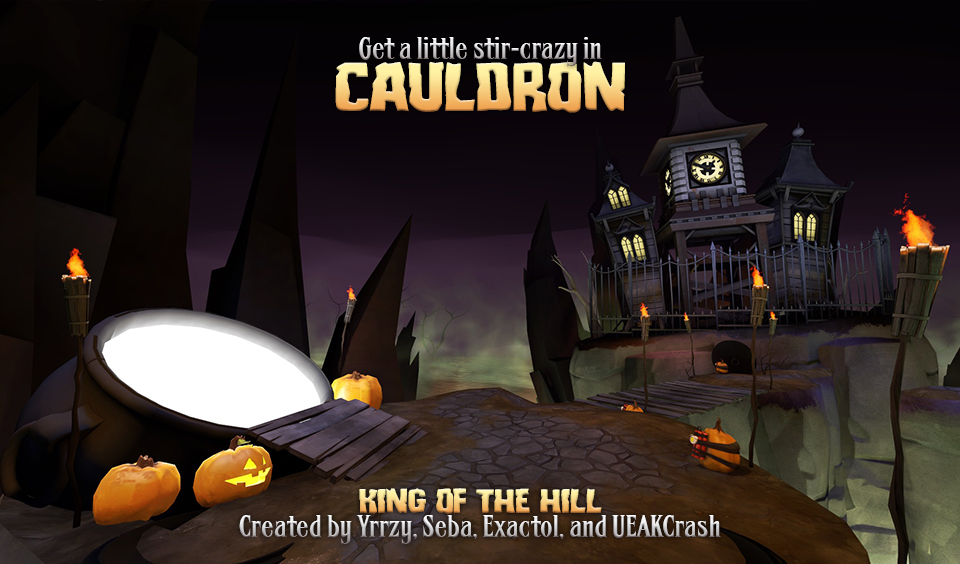 Get a little stir-crazy in
CAULDRON
KING OF THE HILL
Created by Yrrzy, Seba, Exactol, and UEAKCrash